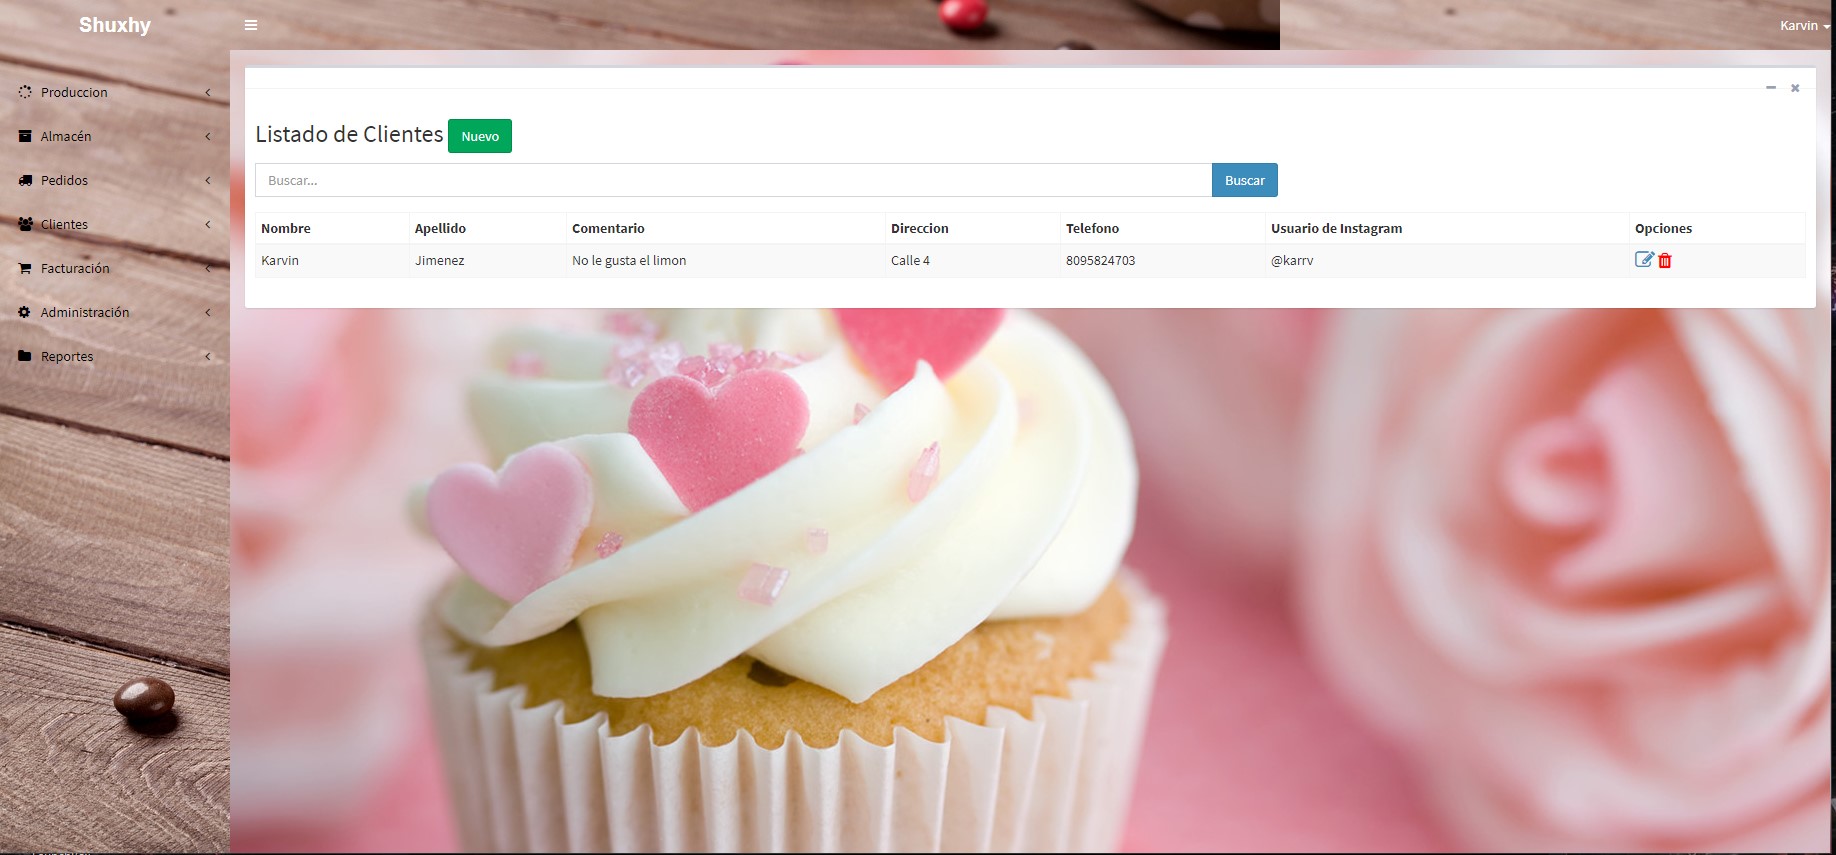 Shuxhy
Karvin
Produccion
Almacén
Pedidos
Clientes
Facturación
Administración
Reportes
Listado de Clientes Nuevo
Buscar... Buscar
Nombre Apellido Comentario Direccion Telefono Usuario de Instagram Opciones
Karvin Jimenez No le gusta el limon Calle 4 8095824703 @karrv